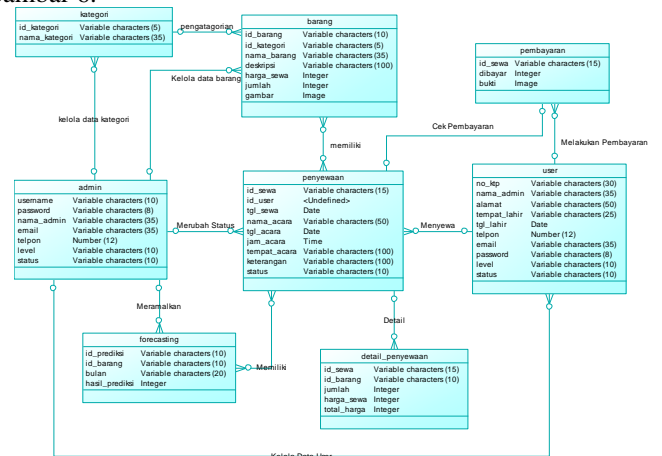 Gambar 6.
kategori
id_kategori Variable characters (5)
nama_kategori Variable characters (35)
pengatagorian
barang
id_barang Variable characters (10)
id_kategori Variable characters (5)
nama_barang Variable characters (35)
deskripsi Variable characters (100)
harga_sewa Integer
jumlah Integer
gambar Image
pembayaran
id_sewa Variable characters (15)
dibayar Integer
bukti Image
Kelola data barang
kelola data kategori
memiliki
Cek Pembayaran
Melakukan Pembayaran
admin
username Variable characters (10)
password Variable characters (8)
nama_admin Variable characters (35)
email Variable characters (35)
telpon Number (12)
level Variable characters (10)
status Variable characters (10)
Merubah Status
penyewaan
id_sewa Variable characters (15)
id_user <Undefined>
tgl_sewa Date
nama_acara Variable characters (50)
tgl_acara Date
jam_acara Time
tempat_acara Variable characters (100)
keterangan Variable characters (100)
status Variable characters (10)
Menyewa
user
no_ktp Variable characters (30)
nama_admin Variable characters (35)
alamat Variable characters (50)
tempat_lahir Variable characters (25)
tgl_lahir Date
telpon Number (12)
email Variable characters (35)
password Variable characters (8)
level Variable characters (10)
status Variable characters (10)
Meramalkan
Detail
forecasting
id_prediksi Variable characters (10)
id_barang Variable characters (10)
bulan Variable characters (20)
hasil_prediksi Integer
Memiliki
detail_penyewaan
id_sewa Variable characters (15)
id_barang Variable characters (10)
jumlah Integer
harga_sewa Integer
total_harga Integer
Kelola Data User